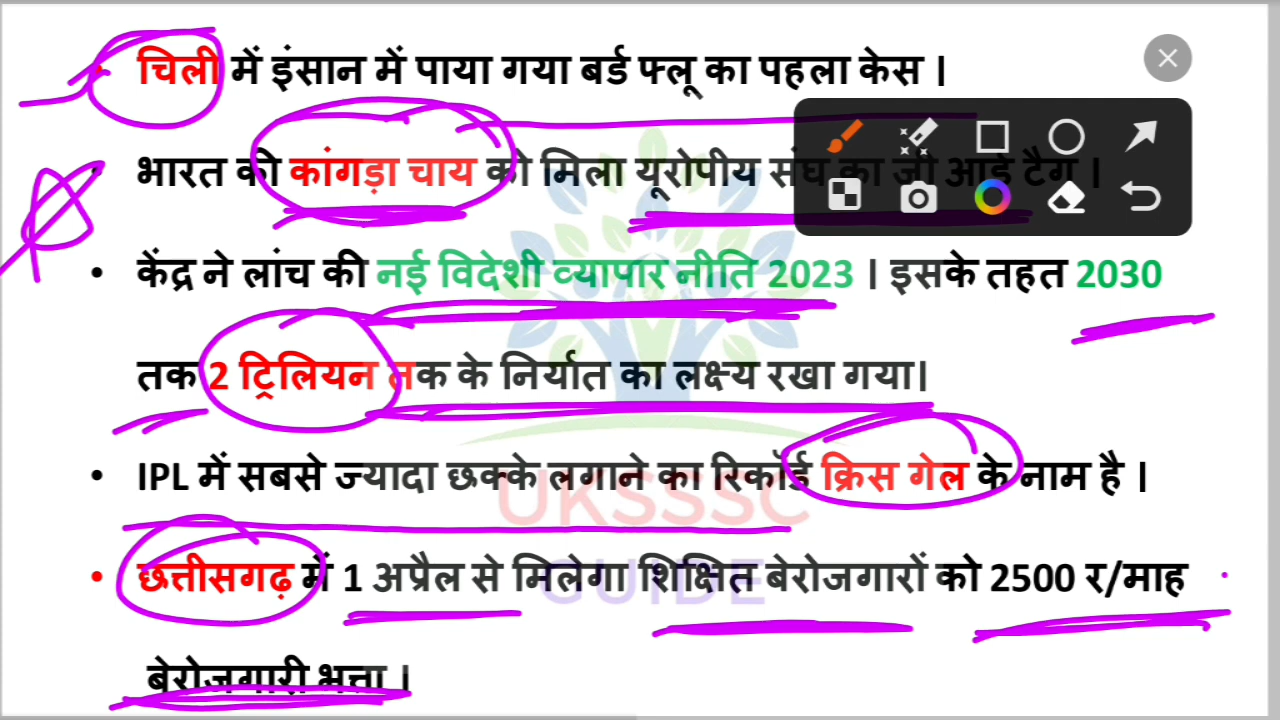 • चिली में इंसान में पाया गया बर्ड फ्लू का पहला केस ।
• भारत की कांगड़ा चाय को मिला यूरोपीय संघ का जी आई टैग ।
• केंद्र ने लांच की नई विदेशी व्यापार नीति 2023 । इसके तहत 2030
तक 2 ट्रिलियन तक के निर्यात का लक्ष्य रखा गया।
• IPL में सबसे ज्यादा छक्के लगाने का रिकॉर्ड क्रिस गेल के नाम है ।
UKSSSC
• छत्तीसगढ़ में 1 अप्रैल से मिलेगा शिक्षित बेरोजगारों को 2500 र/माह
GUIDE
बेरोजगारी भत्ता ।